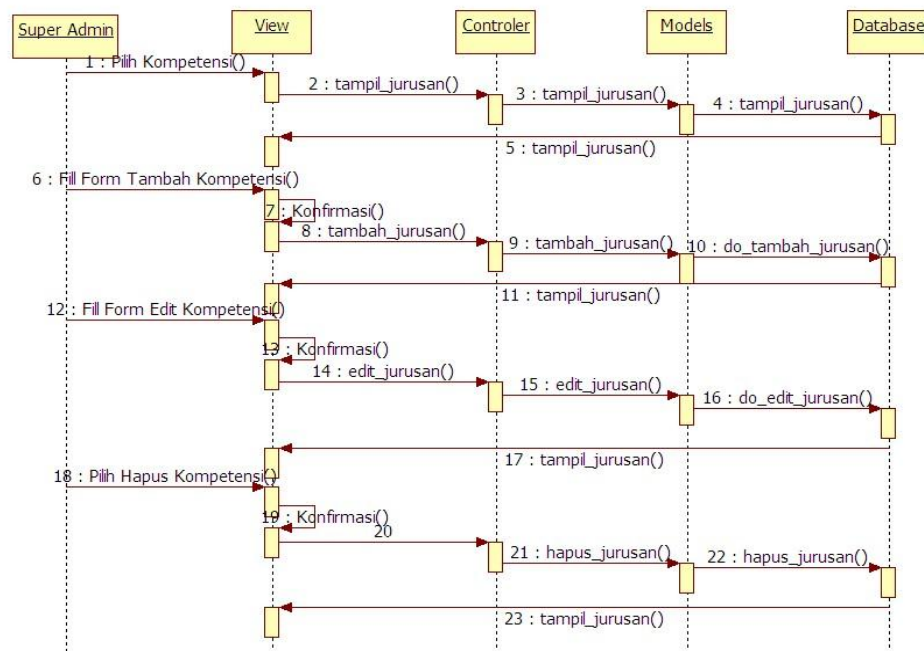 Super Admin
View
Controler
Models
Database
1 : Pilih Kompetensi()
2 : tampil_jurusan()
3 : tampil_jurusan()
4 : tampil_jurusan()
5 : tampil_jurusan()
6 : Fill Form Tambah Kompetensi()
7 : Konfirmasi()
8 : tambah_jurusan()
9 : tambah_jurusan()
10 : do_tambah_jurusan()
11 : tampil_jurusan()
12 : Fill Form Edit Kompetensi()
13 : Konfirmasi()
14 : edit_jurusan()
15 : edit_jurusan()
16 : do_edit_jurusan()
17 : tampil_jurusan()
18 : Pilih Hapus Kompetensi()
19 : Konfirmasi()
20
21 : hapus_jurusan()
22 : hapus_jurusan()
23 : tampil_jurusan()